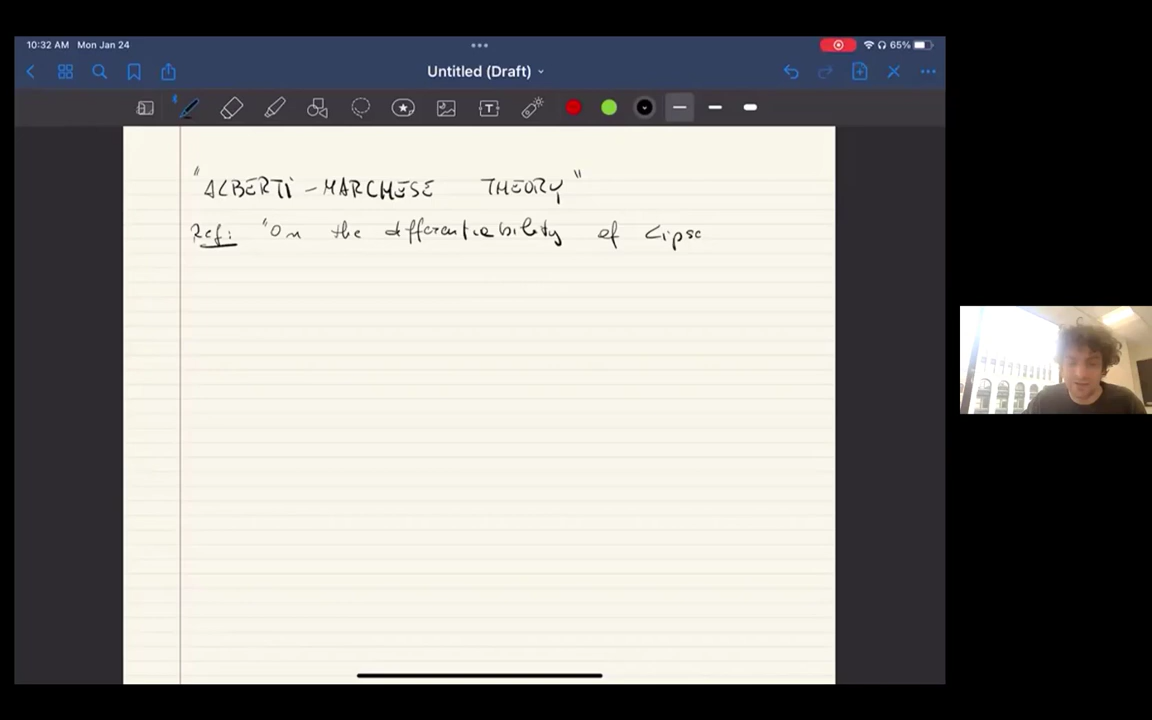 10:32 AM Mon Jan 24
65%
Untitled (Draft)
"ALBERTI - MARCHESE THEORY"
Ref: "On the differentiability of Lipsc